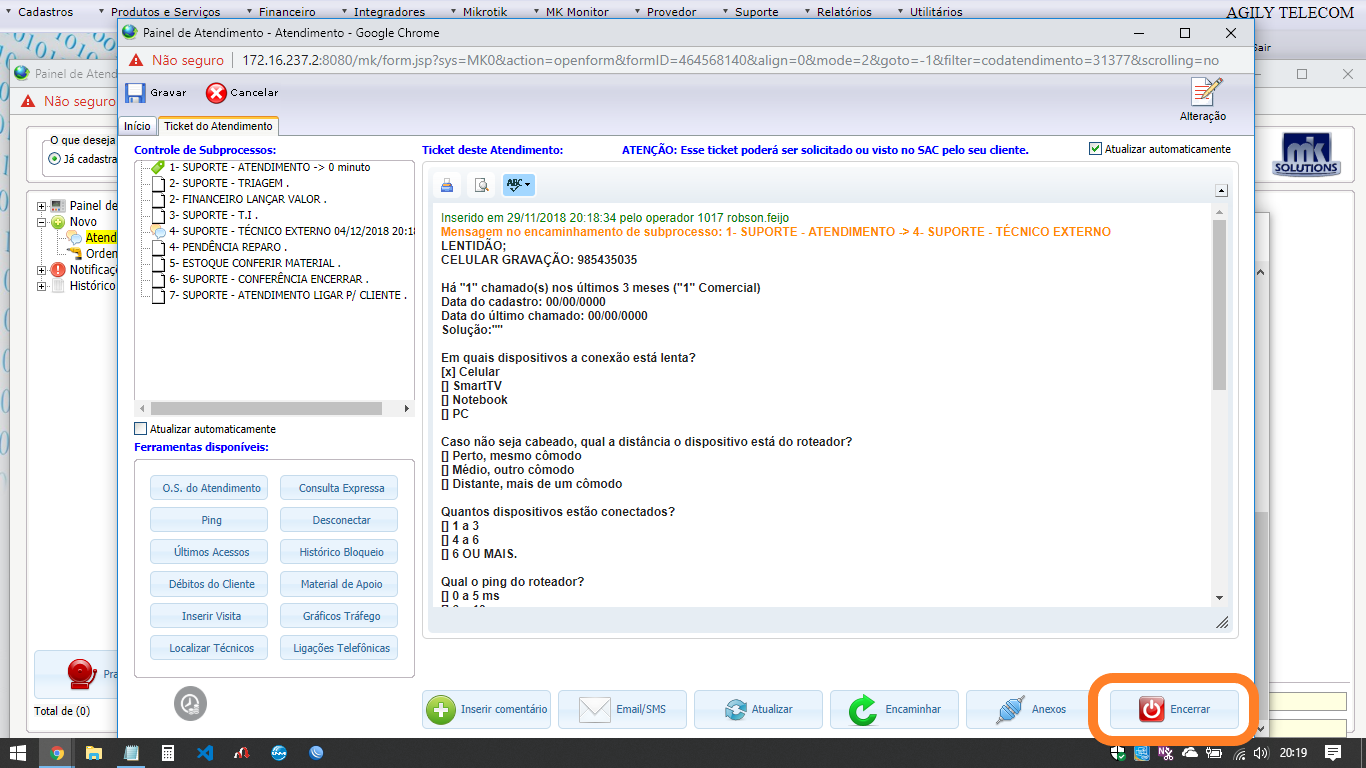 Cadastros Produtos e Serviços Financeiro Integradores Mikrotik MK Monitor Provedor Suporte Relatórios Utilitários AGILY TELECOM
Painel de Atendimento - Atendimento - Google Chrome
Sair
Painel de Atend
Não seguro 172.16.237.2:8080/mk/form.jsp?sys=MK0&action=openform&formID=464568140&align=0&mode=2&goto=-1&filter=codatendimento=31377&scrolling=no
Não seguro
Gravar Cancelar
Alteração
Início Ticket do Atendimento
O que deseja
Já cadastra
MK SOLUTIONS
Painel de
Novo
Atend
Orden
Notificaç
Histórico
Pra
Total de (0)
Controle de Subprocessos:
1- SUPORTE - ATENDIMENTO -> 0 minuto
2- SUPORTE - TRIAGEM .
2- FINANCEIRO LANÇAR VALOR .
3- SUPORTE - T.I .
4- SUPORTE - TÉCNICO EXTERNO 04/12/2018 20:18
4- PENDÊNCIA REPARO .
5- ESTOQUE CONFERIR MATERIAL .
6- SUPORTE - CONFERÊNCIA ENCERRAR .
7- SUPORTE - ATENDIMENTO LIGAR P/ CLIENTE .
Atualizar automaticamente
Ferramentas disponíveis:
O.S. do Atendimento Consulta Expressa
Ping Desconectar
Últimos Acessos Histórico Bloqueio
Débitos do Cliente Material de Apoio
Inserir Visita Gráficos Tráfego
Localizar Técnicos Ligações Telefônicas
Ticket deste Atendimento: ATENÇÃO: Esse ticket poderá ser solicitado ou visto no SAC pelo seu cliente. Atualizar automaticamente
ABC
Inserido em 29/11/2018 20:18:34 pelo operador 1017 robson.feijo
Mensagem no encaminhamento de subprocesso: 1- SUPORTE - ATENDIMENTO -> 4- SUPORTE - TÉCNICO EXTERNO
LENTIDÃO;
CELULAR GRAVAÇÃO: 985435035
Há "1" chamado(s) nos últimos 3 meses ("1" Comercial)
Data do cadastro: 00/00/0000
Data do último chamado: 00/00/0000
Solução:""
Em quais dispositivos a conexão está lenta?
[x] Celular
[] SmartTV
[] Notebook
[] PC
Caso não seja cabeado, qual a distância o dispositivo está do roteador?
[] Perto, mesmo cômodo
[] Médio, outro cômodo
[] Distante, mais de um cômodo
Quantos dispositivos estão conectados?
[] 1 a 3
[] 4 a 6
[] 6 OU MAIS.
Qual o ping do roteador?
[] 0 a 5 ms
Inserir comentário Email/SMS Atualizar Encaminhar Anexos Encerrar
20:19